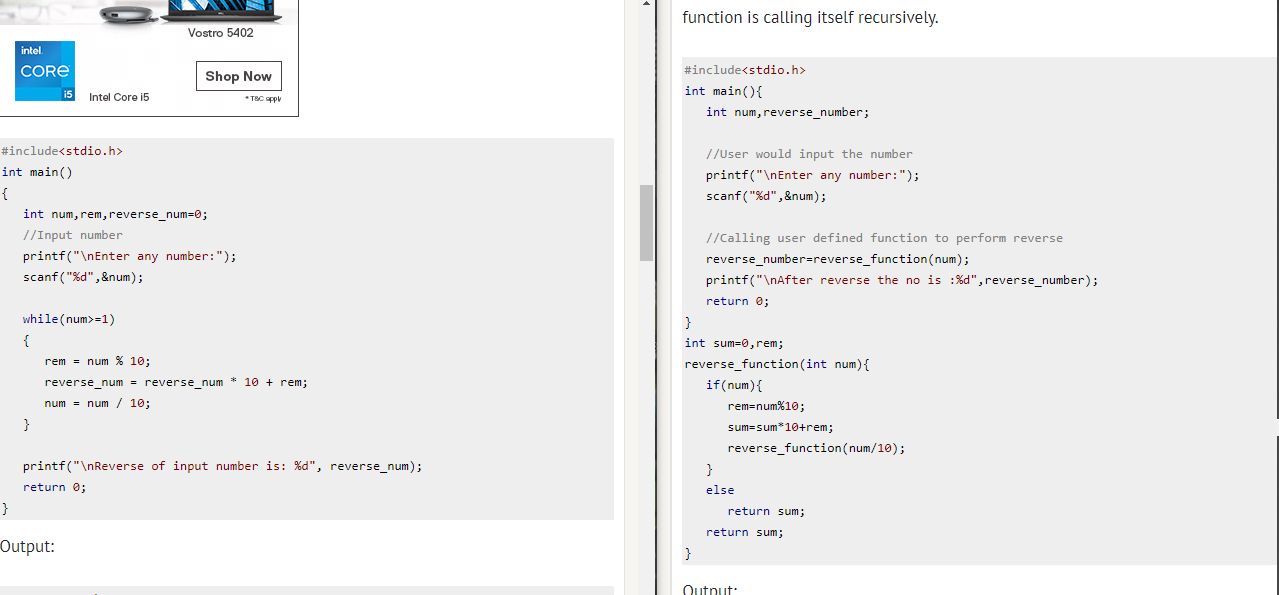 Vostro 5402
intel.
CORE
i5
Intel Core i5
Shop Now
*T&C apply
#include<stdio.h>
int main()
{
   int num,rem,reverse_num=0;
   //Input number
   printf("\nEnter any number:");
   scanf("%d",&num);
   while(num>=1)
   {
      rem = num % 10;
      reverse_num = reverse_num * 10 + rem;
      num = num / 10;
   }
   printf("\nReverse of input number is: %d", reverse_num);
   return 0;
}
Output:
function is calling itself recursively.
#include<stdio.h>
int main(){
   int num,reverse_number;
   //User would input the number
   printf("\nEnter any number:");
   scanf("%d",&num);
   //Calling user defined function to perform reverse
   reverse_number=reverse_function(num);
   printf("\nAfter reverse the no is :%d",reverse_number);
   return 0;
}
int sum=0,rem;
reverse_function(int num){
   if(num){
      rem=num%10;
      sum=sum*10+rem;
      reverse_function(num/10);
   }
   else
      return sum;
   return sum;
}
Output: